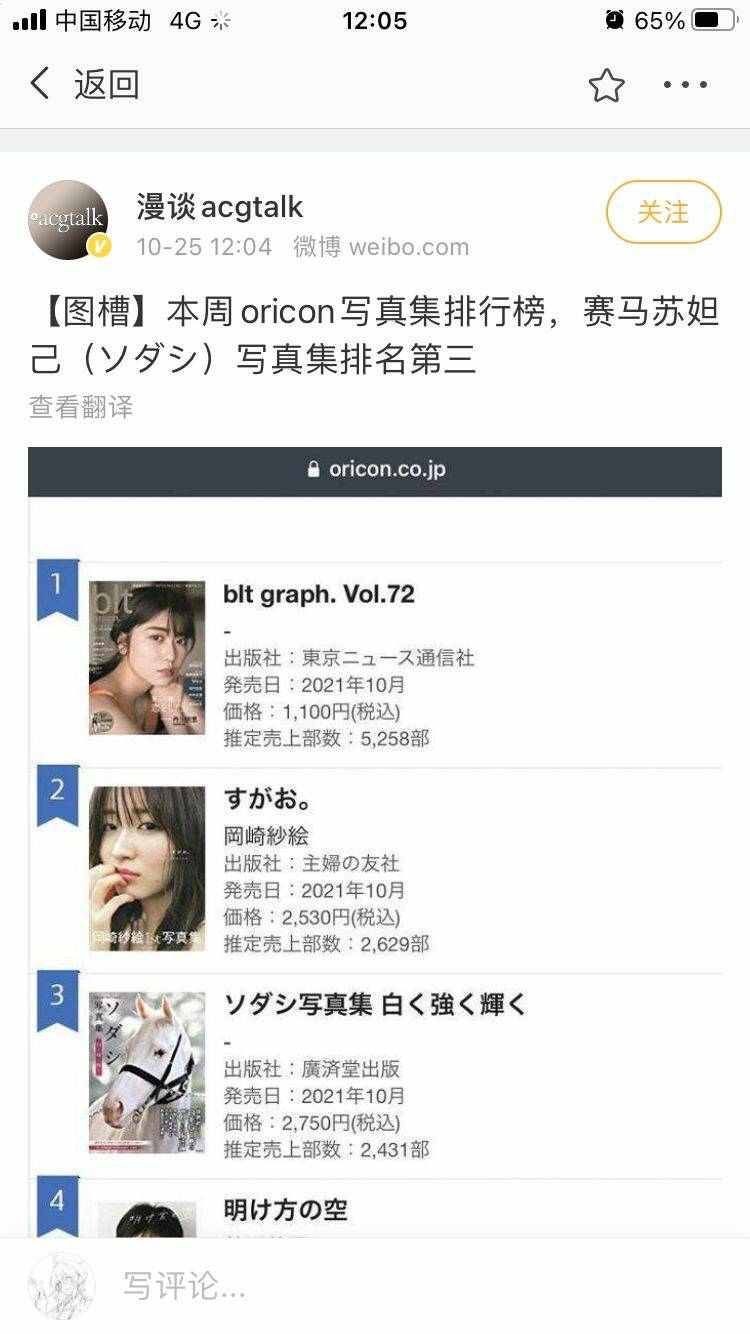 中国移动 4G 12:05 65%
返回
acgtalk
漫谈acgtalk
10-25 12:04 微博 weibo.com
关注
【图槽】本周oricon写真集排行榜，赛马苏妲
己（ソダシ）写真集排名第三
查看翻译
oricon.co.jp
1
blt
blt graph. Vol.72
-
出版社：東京ニュース通信社
発売日：2021年10月
価格：1,100円(税込)
推定売上部数：5,258部
2
岡崎紗絵1st写真集
すがお。
岡崎紗絵
出版社：主婦の友社
発売日：2021年10月
価格：2,530円(税込)
推定売上部数：2,629部
3
ソダシ
写真集
ソダシ写真集 白く強く輝く
-
出版社：廣済堂出版
発売日：2021年10月
価格：2,750円(税込)
推定売上部数：2,431部
4
明け方の空
写评论...